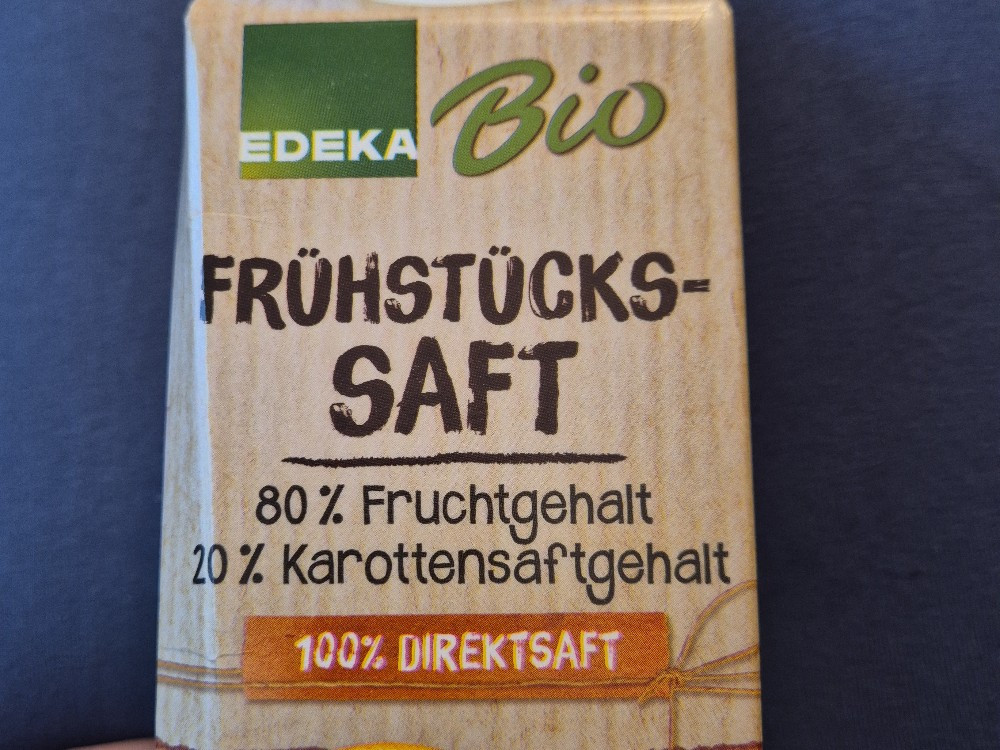 EDEKA Bio
FRÜHSTÜCKS-
SAFT
80 % Fruchtgehalt
20 % Karottensaftgehalt
100% DIREKTSAFT